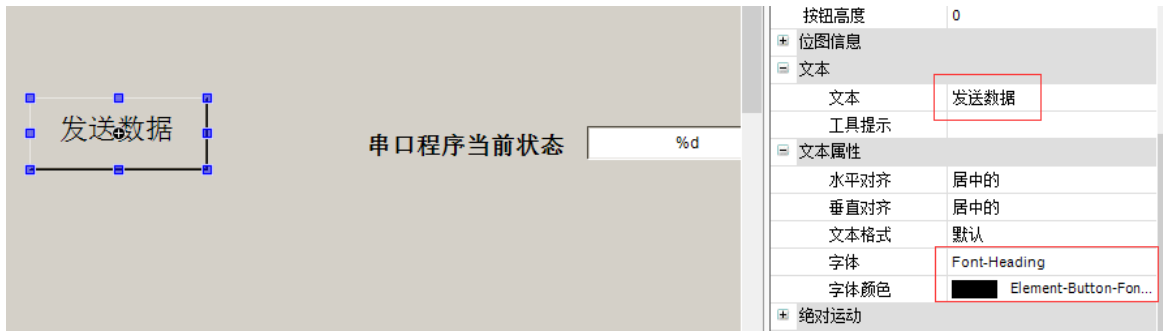 发送数据
串口程序当前状态
%d
按钮高度 0
位图信息
文本
文本 发送数据
工具提示
文本属性
水平对齐 居中的
垂直对齐 居中的
文本格式 默认
字体 Font-Heading
字体颜色 Element-Button-Fon...
绝对运动